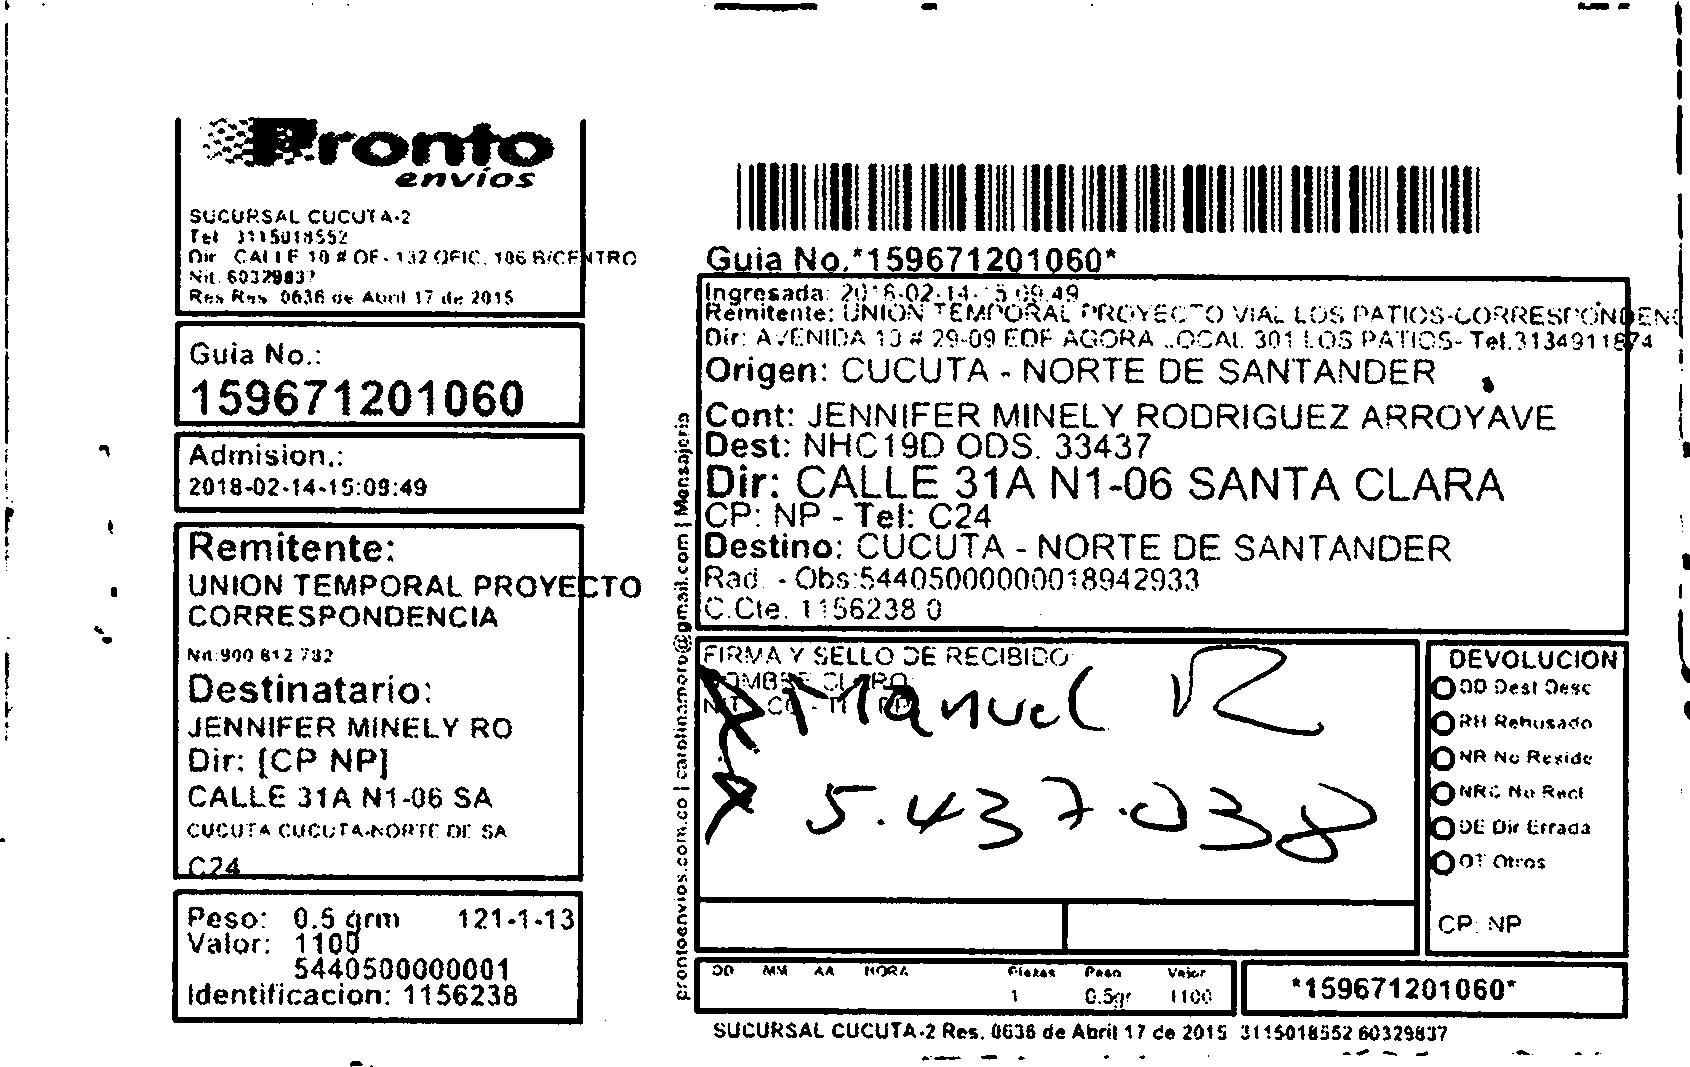 Pronto
envíos
SUCURSAL CUCUTA-2
Tel: 3115018552
Dir: CALLE 10 # OE- 132 OFIC. 106 B/CENTRO
Nit. 60329837
Res Res. 0636 de Abril 17 de 2015
Guia No.:
159671201060
Admision.:
2018-02-14-15:09:49
Remitente:
UNION TEMPORAL PROYECTO
CORRESPONDENCIA
Nit:900 812 782
Destinatario:
JENNIFER MINELY RO
Dir: [CP NP]
CALLE 31A N1-06 SA
CUCUTA CUCUTA-NORTE DE SA
C24
Peso: 0.5 grm 121-1-13
Valor: 1100
5440500000001
Identificacion: 1156238
prontoenvios.com.co | carolinamoro@gmail.com | Mensajeria
Guia No.*159671201060*
Ingresada: 2018-02-14-15:09:49
Remitente: UNION TEMPORAL PROYECTO VIAL LOS PATIOS-CORRESPONDENC
Dir: AVENIDA 10 # 29-09 EDF AGORA LOCAL 301 LOS PATIOS- Tel.3134911874
Origen: CUCUTA - NORTE DE SANTANDER
Cont: JENNIFER MINELY RODRIGUEZ ARROYAVE
Dest: NHC19D ODS. 33437
Dir: CALLE 31A N1-06 SANTA CLARA
CP: NP - Tel: C24
Destino: CUCUTA - NORTE DE SANTANDER
Rad. - Obs:54405000000018942933
C.Cte. 1156238 0
FIRMA Y SELLO DE RECIBIDO
NOMBRE CLARO
Manuel R
5.437.038
DEVOLUCION
DD Dest Desc
RH Rehusado
NR No Reside
NRC No Recl
DE Dir Errada
OT Otros
CP: NP
DD MM AA HORA Piezas Peso Valor
1 0.5gr 1100
*159671201060*
SUCURSAL CUCUTA-2 Res. 0636 de Abril 17 de 2015 3115018552 60329837